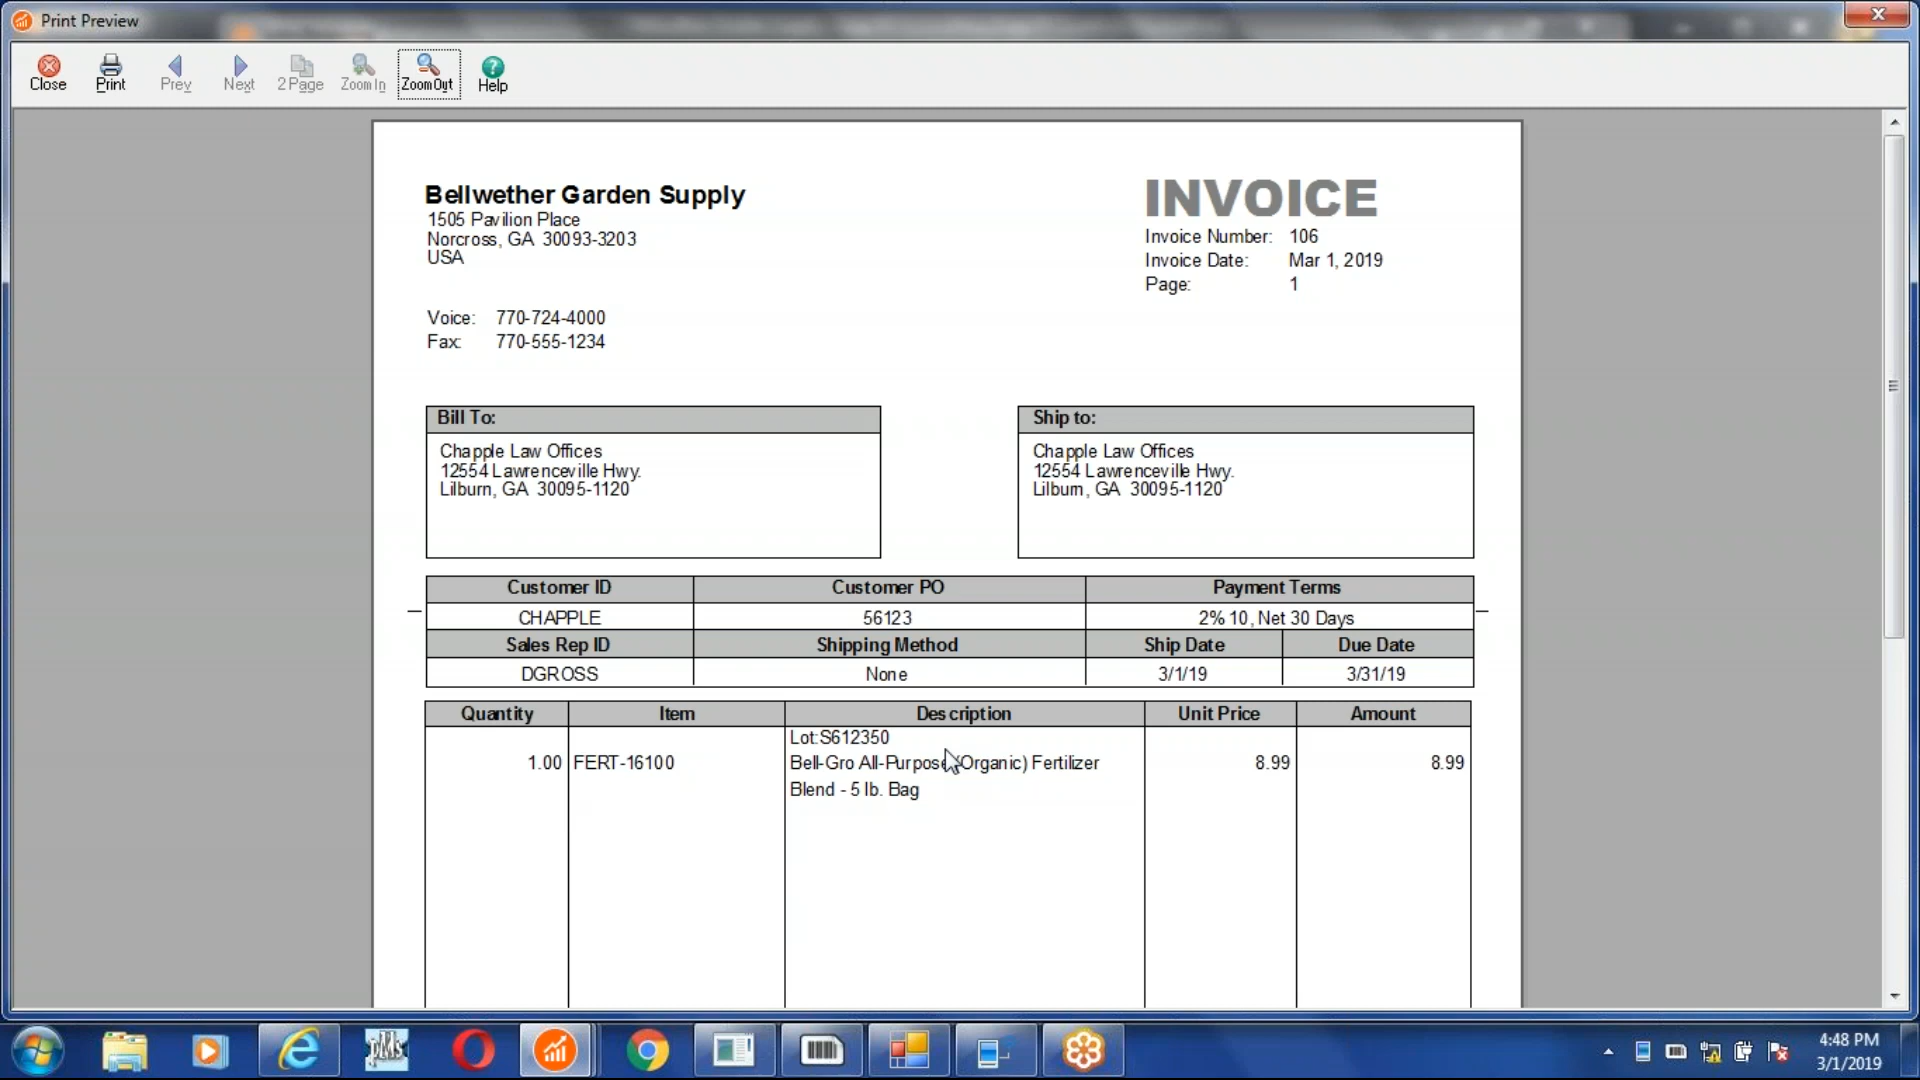 Print Preview
Close Print Prev Next 2 Page Zoom In Zoom Out Help
Bellwether Garden Supply
1505 Pavilion Place
Norcross, GA 30093-3203
USA
Voice: 770-724-4000
Fax: 770-555-1234
INVOICE
Invoice Number: 106
Invoice Date: Mar 1, 2019
Page: 1
Bill To:
Chapple Law Offices
12554 Lawrenceville Hwy.
Lilburn, GA 30095-1120
Ship to:
Chapple Law Offices
12554 Lawrenceville Hwy.
Lilburn, GA 30095-1120
Customer ID Customer PO Payment Terms
CHAPPLE 56123 2% 10, Net 30 Days
Sales Rep ID Shipping Method Ship Date Due Date
DGROSS None 3/1/19 3/31/19
Quantity Item Description Unit Price Amount
Lot:S612350
1.00 FERT-16100 Bell-Gro All-Purpose (Organic) Fertilizer 8.99 8.99
Blend - 5 lb. Bag
pMs
4:48 PM
3/1/2019